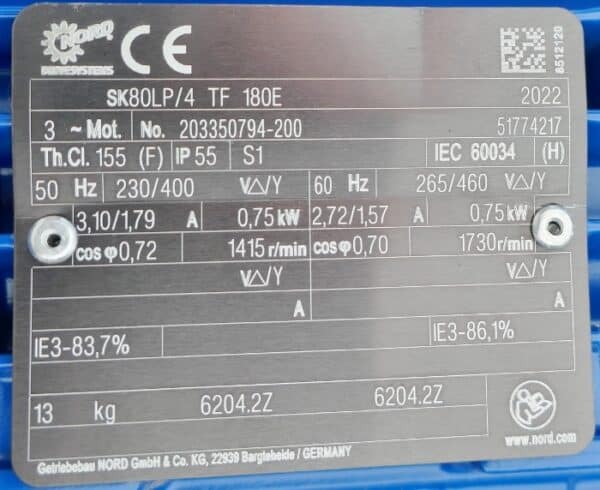 NORD
DRIVESYSTEMS
CE
8512120
SK80LP/4 TF 180E 2022
3 ~ Mot. No. 203350794-200 51774217
Th.Cl. 155 (F) IP 55 S1 IEC 60034 (H)
50 Hz 230/400 V△/Y 60 Hz 265/460 V△/Y
3,10/1,79 A 0,75 kW 2,72/1,57 A 0,75 kW
cos φ 0,72 1415 r/min cos φ 0,70 1730 r/min
V△/Y V△/Y
A A
IE3-83,7% IE3-86,1%
13 kg 6204.2Z 6204.2Z
www.nord.com
Getriebebau NORD GmbH & Co. KG, 22939 Bargteheide / GERMANY